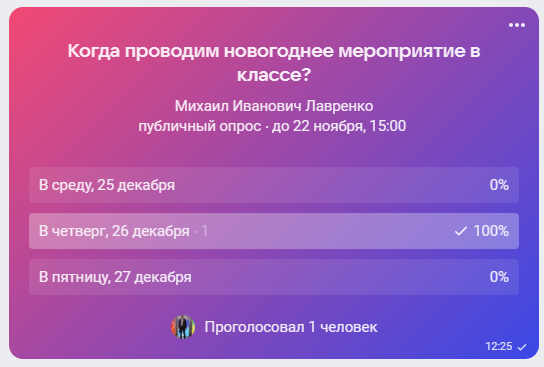 Когда проводим новогоднее мероприятие в
классе?
Михаил Иванович Лавренко
публичный опрос · до 22 ноября, 15:00
В среду, 25 декабря 0%
В четверг, 26 декабря · 1 100%
В пятницу, 27 декабря 0%
Проголосовал 1 человек
12:25